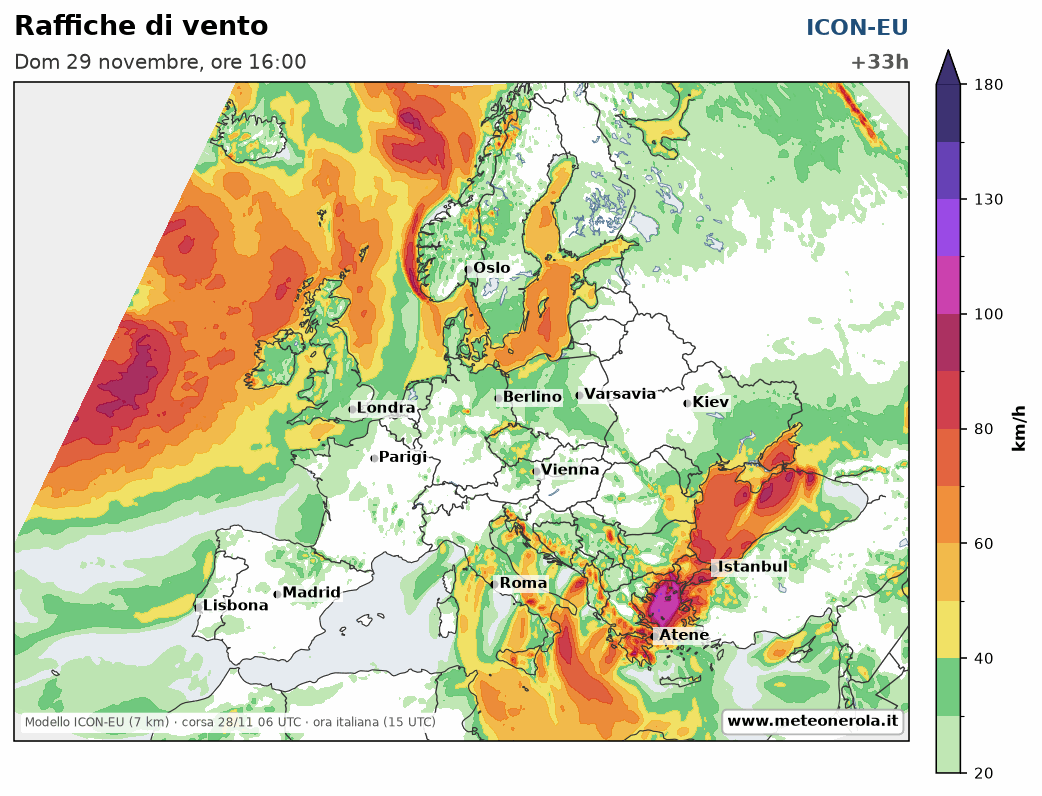 Raffiche di vento
ICON-EU
Dom 29 novembre, ore 16:00
+33h
180
130
100
80
60
40
20
km/h
Oslo
Berlino
Varsavia
Kiev
Londra
Parigi
Vienna
Istanbul
Roma
Madrid
Lisbona
Atene
Modello ICON-EU (7 km) · corsa 28/11 06 UTC · ora italiana (15 UTC)
www.meteonerola.it